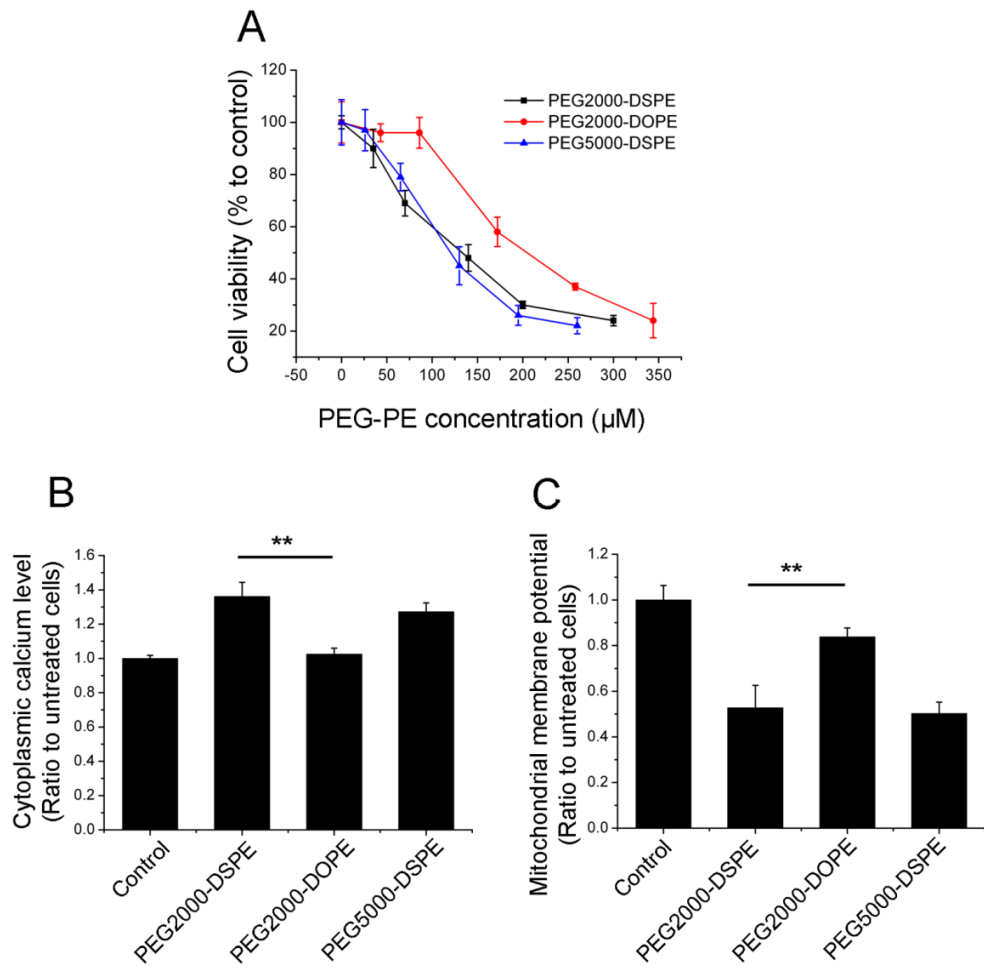 A
Cell viability (% to control)
120
100
80
60
40
20
PEG2000-DSPE
PEG2000-DOPE
PEG5000-DSPE
-50 0 50 100 150 200 250 300 350
PEG-PE concentration (µM)
B
Cytoplasmic calcium level
(Ratio to untreated cells)
1.6
1.4
1.2
1.0
0.8
0.6
0.4
0.2
0.0
**
Control
PEG2000-DSPE
PEG2000-DOPE
PEG5000-DSPE
C
Mitochondrial membrane potential
(Ratio to untreated cells)
1.2
1.0
0.8
0.6
0.4
0.2
0.0
**
Control
PEG2000-DSPE
PEG2000-DOPE
PEG5000-DSPE